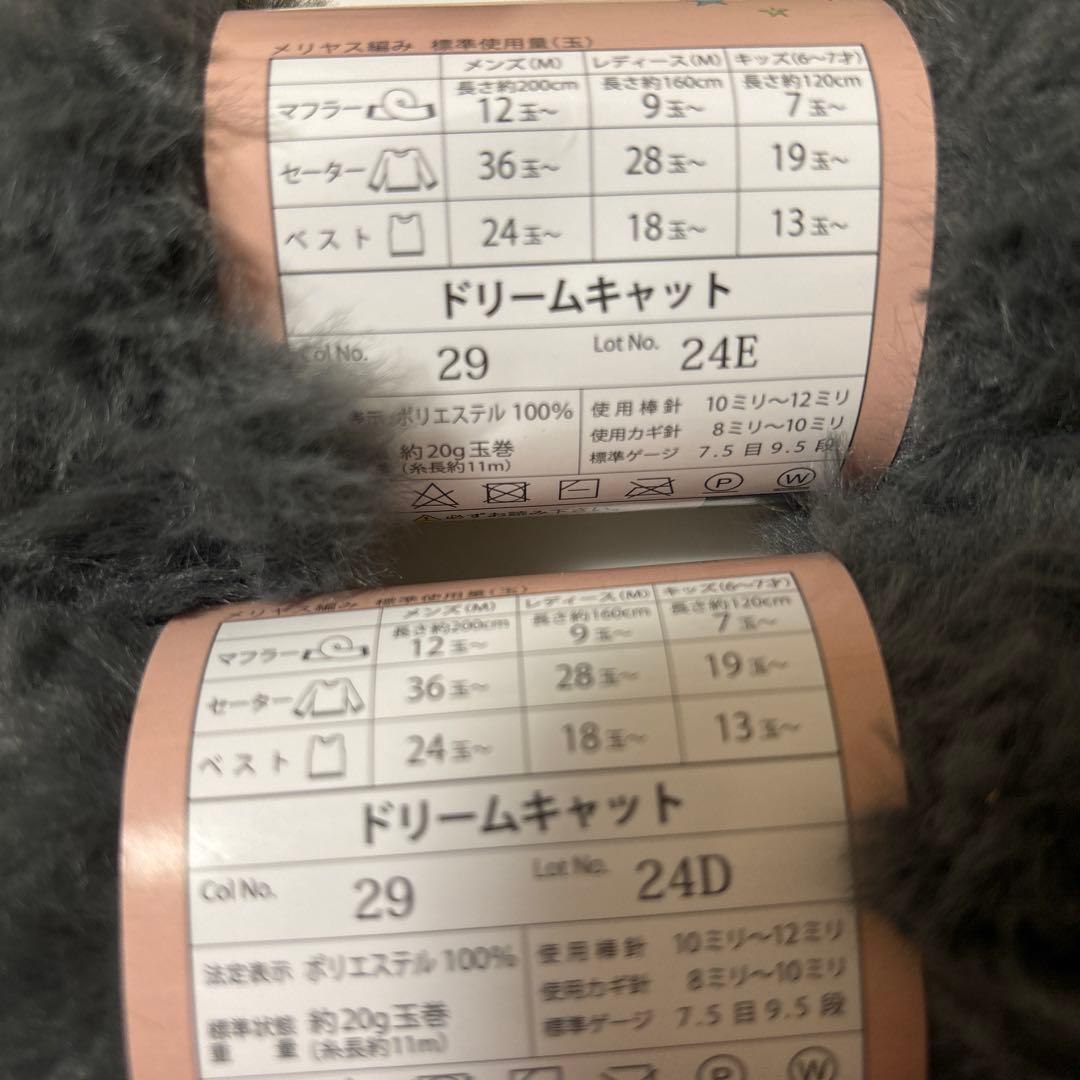 メリヤス編み 標準使用量(玉)
メンズ(M) レディース(M) キッズ(6〜7才)
長さ約200cm 長さ約160cm 長さ約120cm
マフラー 12玉〜 9玉〜 7玉〜
セーター 36玉〜 28玉〜 19玉〜
ベスト 24玉〜 18玉〜 13玉〜
ドリームキャット
Col No. 29 Lot No. 24E
表示 ポリエステル 100% 使用棒針 10ミリ〜12ミリ
使用カギ針 8ミリ〜10ミリ
約20g玉巻 標準ゲージ 7.5目9.5段
(糸長約11m)
P W
必ずお読み下さい。
メリヤス編み 標準使用量(玉)
メンズ(M) レディース(M) キッズ(6〜7才)
長さ約200cm 長さ約160cm 長さ約120cm
マフラー 12玉〜 9玉〜 7玉〜
セーター 36玉〜 28玉〜 19玉〜
ベスト 24玉〜 18玉〜 13玉〜
ドリームキャット
Col No. 29 Lot No. 24D
法定表示 ポリエステル 100% 使用棒針 10ミリ〜12ミリ
使用カギ針 8ミリ〜10ミリ
標準状態 約20g玉巻 標準ゲージ 7.5目9.5段
重量 (糸長約11m)
P W